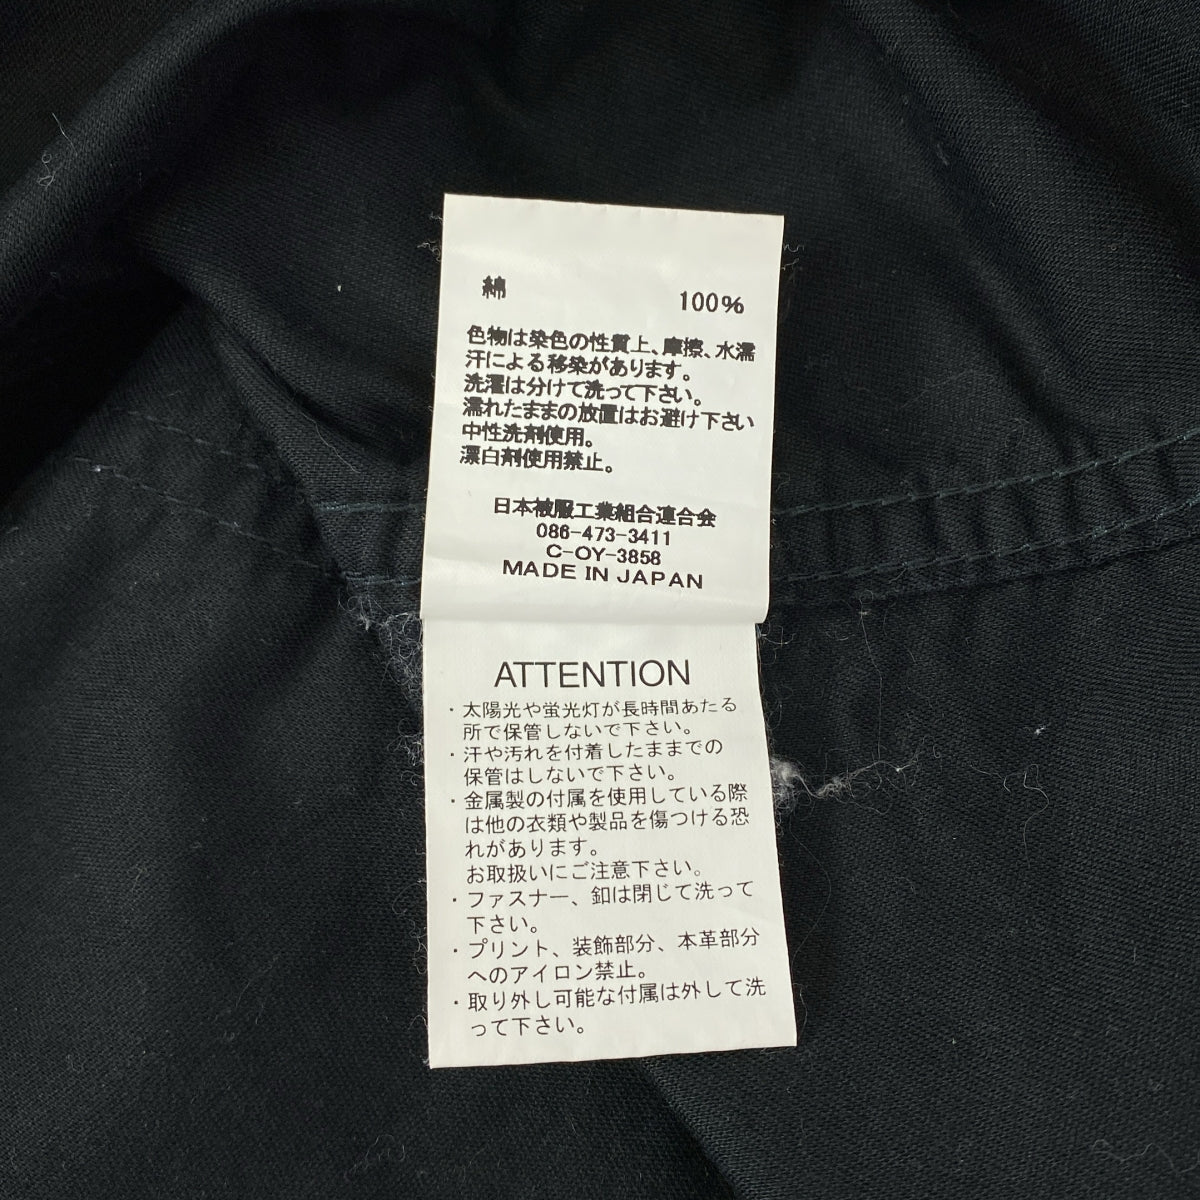 綿 100%
色物は染色の性質上、摩擦、水濡
汗による移染があります。
洗濯は分けて洗って下さい。
濡れたままの放置はお避け下さい
中性洗剤使用。
漂白剤使用禁止。
日本被服工業組合連合会
086-473-3411
C-OY-3858
MADE IN JAPAN
ATTENTION
・太陽光や蛍光灯が長時間あたる
所で保管しないで下さい。
・汗や汚れを付着したままでの
保管はしないで下さい。
・金属製の付属を使用している際
は他の衣類や製品を傷つける恐
れがあります。
お取扱いにご注意下さい。
・ファスナー、釦は閉じて洗って
下さい。
・プリント、装飾部分、本革部分
へのアイロン禁止。
・取り外し可能な付属は外して洗
って下さい。